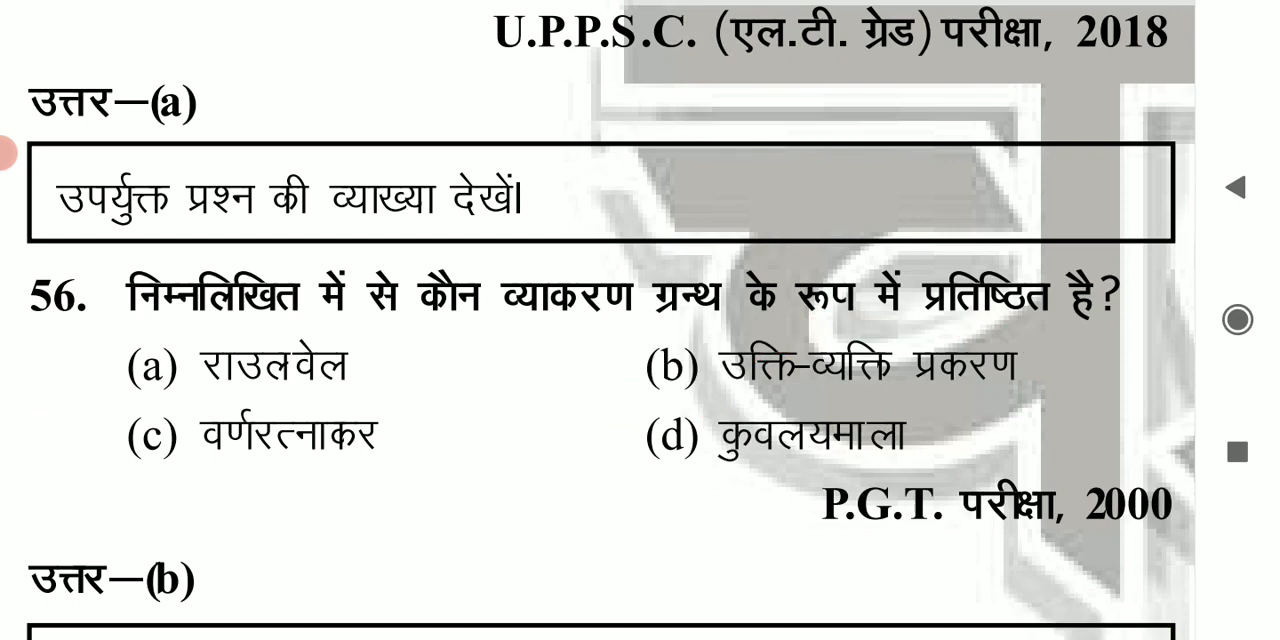 U.P.P.S.C. (एल.टी. ग्रेड) परीक्षा, 2018
उत्तर—(a)
उपर्युक्त प्रश्न की व्याख्या देखें।
56. निम्नलिखित में से कौन व्याकरण ग्रन्थ के रूप में प्रतिष्ठित है?
(a) राउलवेल (b) उक्ति-व्यक्ति प्रकरण
(c) वर्णरत्नाकर (d) कुवलयमाला
P.G.T. परीक्षा, 2000
उत्तर—(b)